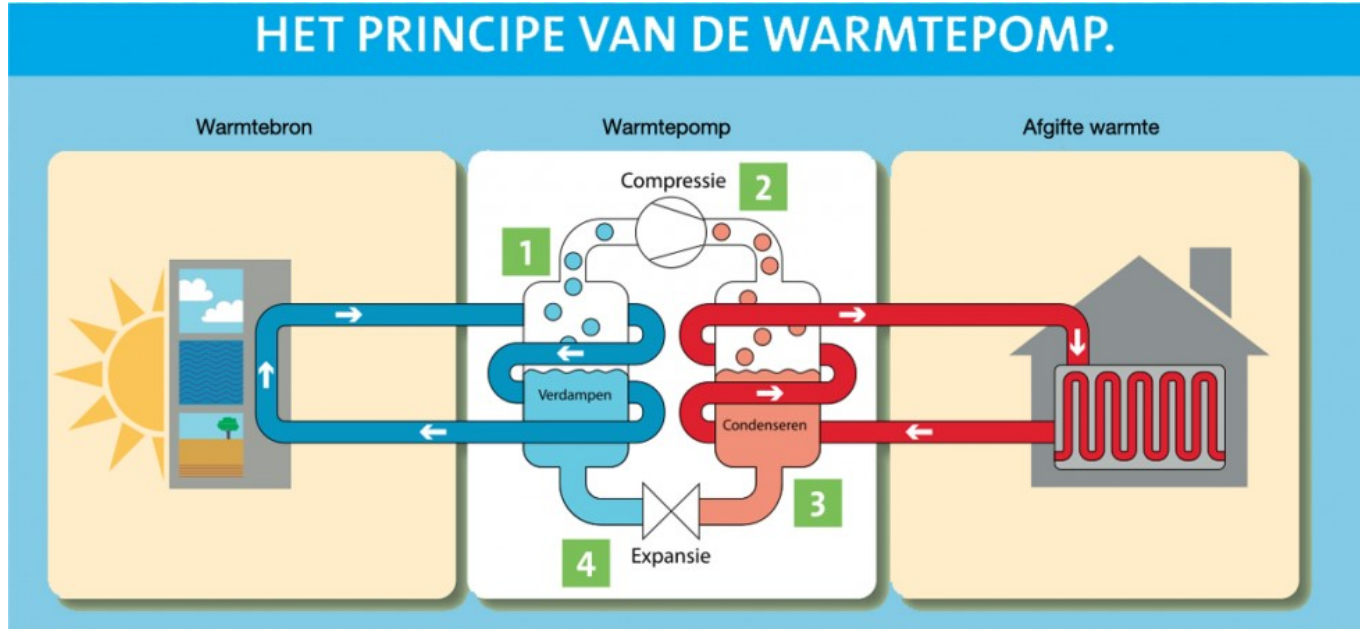 HET PRINCIPE VAN DE WARMTEPOMP.
Warmtebron
Warmtepomp
Afgifte warmte
Compressie
2
1
Verdampen
Condenseren
3
4
Expansie